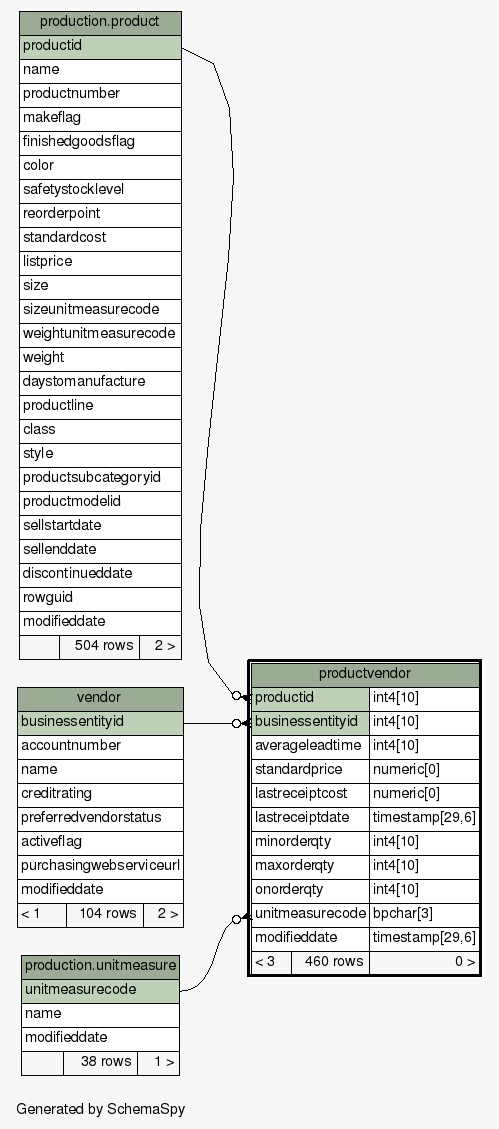 production.product
productid
name
productnumber
makeflag
finishedgoodsflag
color
safetystocklevel
reorderpoint
standardcost
listprice
size
sizeunitmeasurecode
weightunitmeasurecode
weight
daystomanufacture
productline
class
style
productsubcategoryid
productmodelid
sellstartdate
sellenddate
discontinueddate
rowguid
modifieddate
504 rows 2 >
vendor
businessentityid
accountnumber
name
creditrating
preferredvendorstatus
activeflag
purchasingwebserviceurl
modifieddate
< 1 104 rows 2 >
production.unitmeasure
unitmeasurecode
name
modifieddate
38 rows 1 >
productvendor
productid int4[10]
businessentityid int4[10]
averageleadtime int4[10]
standardprice numeric[0]
lastreceiptcost numeric[0]
lastreceiptdate timestamp[29,6]
minorderqty int4[10]
maxorderqty int4[10]
onorderqty int4[10]
unitmeasurecode bpchar[3]
modifieddate timestamp[29,6]
< 3 460 rows 0 >
Generated by SchemaSpy